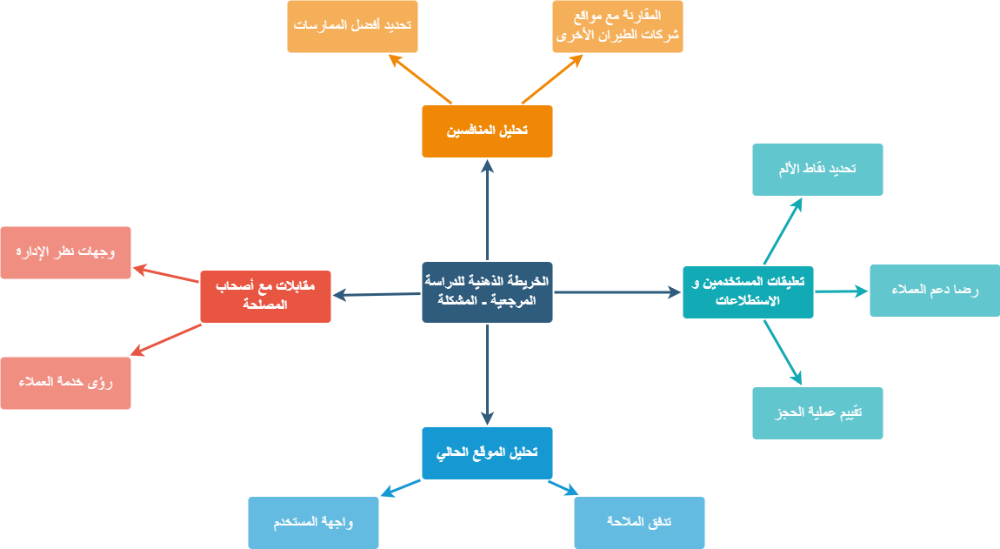 المقارنة مع مواقع
شركات الطيران الأخرى
تحديد أفضل الممارسات
تحليل المنافسين
تحديد نقاط الألم
وجهات نظر الإدارة
تعليقات المستخدمين و
الاستطلاعات
الخريطة الذهنية للدراسة
المرجعية - المشكلة
مقابلات مع أصحاب
المصلحة
رضا دعم العملاء
رؤى خدمة العملاء
تقييم عملية الحجز
تحليل الموقع الحالي
تدفق الملاحة
واجهة المستخدم